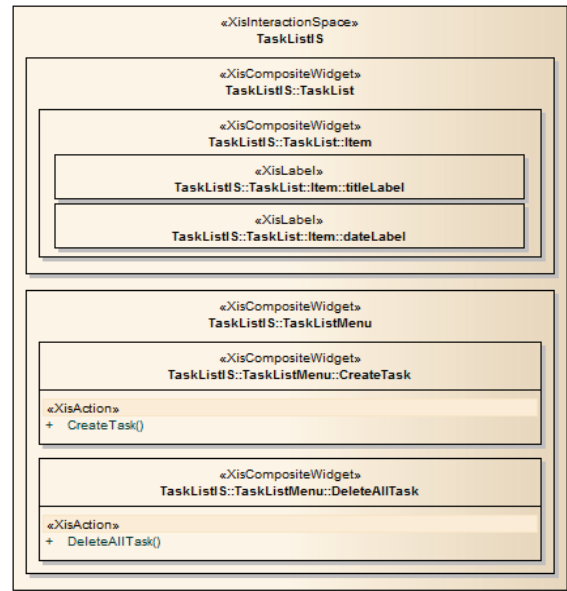 «XisInteractionSpace»
TaskListIS
«XisCompositeWidget»
TaskListIS::TaskList
«XisCompositeWidget»
TaskListIS::TaskList::Item
«XisLabel»
TaskListIS::TaskList::Item::titleLabel
«XisLabel»
TaskListIS::TaskList::Item::dateLabel
«XisCompositeWidget»
TaskListIS::TaskListMenu
«XisCompositeWidget»
TaskListIS::TaskListMenu::CreateTask
«XisAction»
+ CreateTask()
«XisCompositeWidget»
TaskListIS::TaskListMenu::DeleteAllTask
«XisAction»
+ DeleteAllTask()